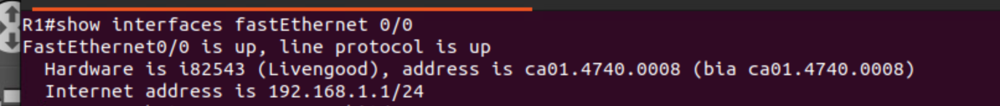 R1#show interfaces fastEthernet 0/0
FastEthernet0/0 is up, line protocol is up
  Hardware is i82543 (Livengood), address is ca01.4740.0008 (bia ca01.4740.0008)
  Internet address is 192.168.1.1/24